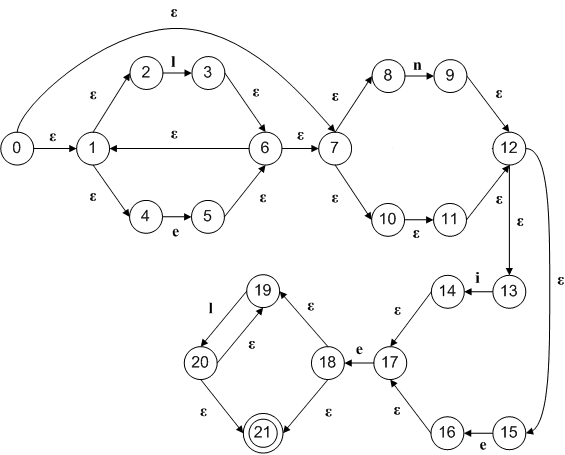 ε
2 l 3 8 n 9
ε ε ε ε
0 ε 1 ε 6 ε 7 12
ε ε ε ε ε
4 e 5 10 ε 11
ε
19 i
l ε ε 14 13 ε
ε
20 18 e 17
ε ε ε
21 16 e 15